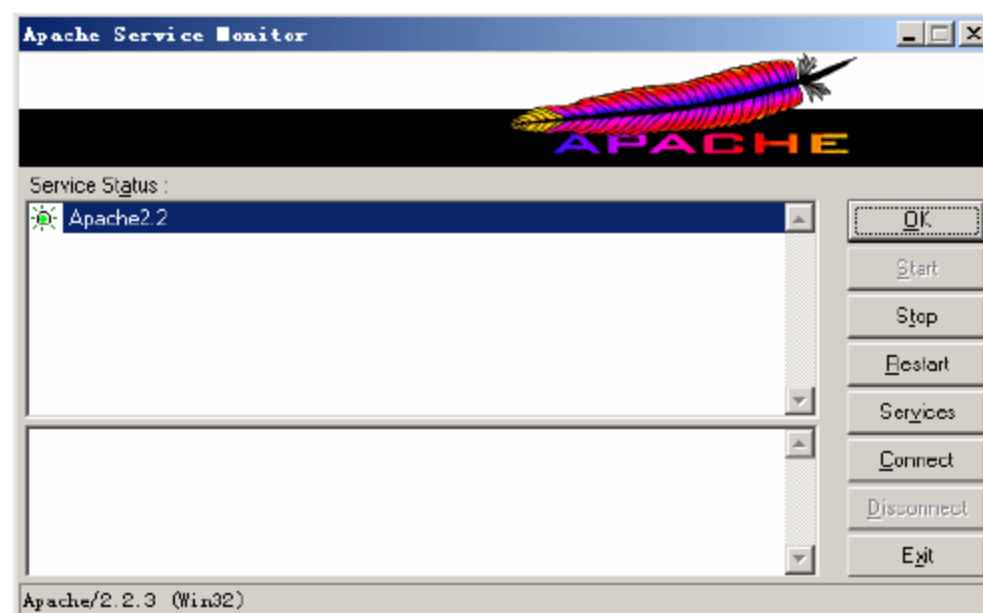 Apache Service Monitor
APACHE
Service Status :
Apache2.2
OK
Start
Stop
Restart
Services
Connect
Disconnect
Exit
Apache/2.2.3 (Win32)